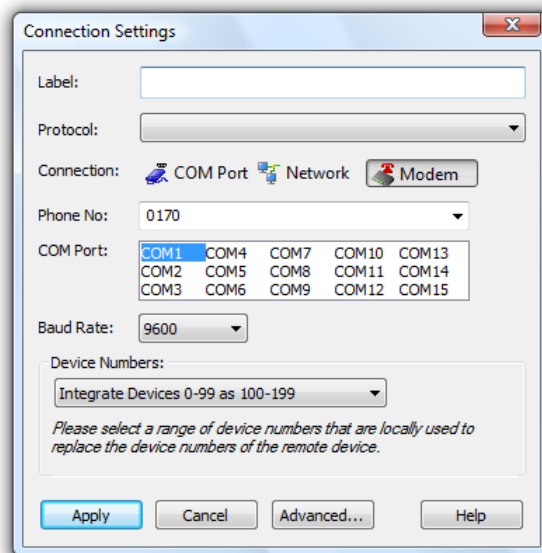 Connection Settings
Label:
Protocol:
Connection: COM Port Network Modem
Phone No: 0170
COM Port: COM1 COM4 COM7 COM10 COM13
COM2 COM5 COM8 COM11 COM14
COM3 COM6 COM9 COM12 COM15
Baud Rate: 9600
Device Numbers:
Integrate Devices 0-99 as 100-199
Please select a range of device numbers that are locally used to
replace the device numbers of the remote device.
Apply Cancel Advanced... Help